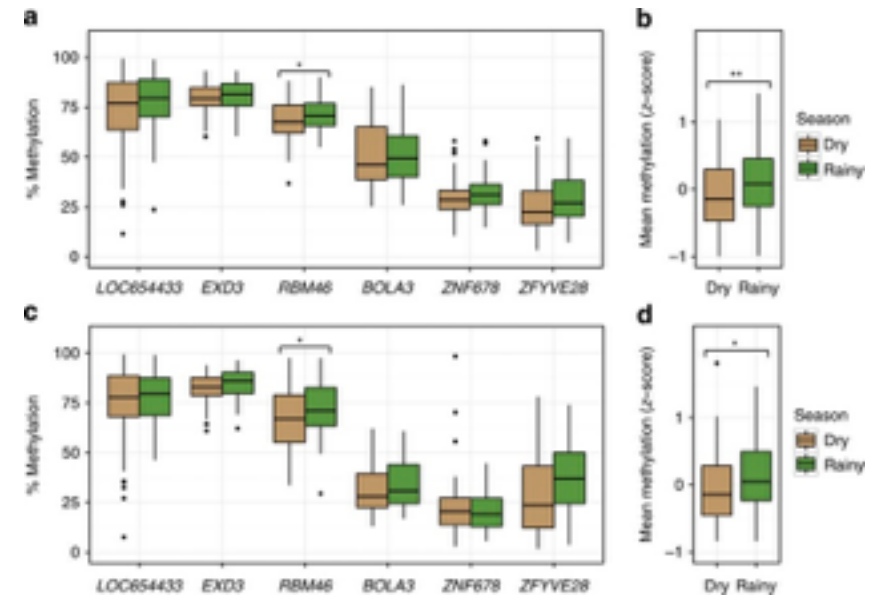 a
% Methylation
100
75
50
25
0
*
LOC654433 EXD3 RBM46 BOLA3 ZNF678 ZFYVE28
b
Mean methylation (z-score)
1
0
−1
**
Dry Rainy
Season
Dry
Rainy
c
% Methylation
100
75
50
25
0
*
LOC654433 EXD3 RBM46 BOLA3 ZNF678 ZFYVE28
d
Mean methylation (z-score)
1
0
−1
*
Dry Rainy
Season
Dry
Rainy